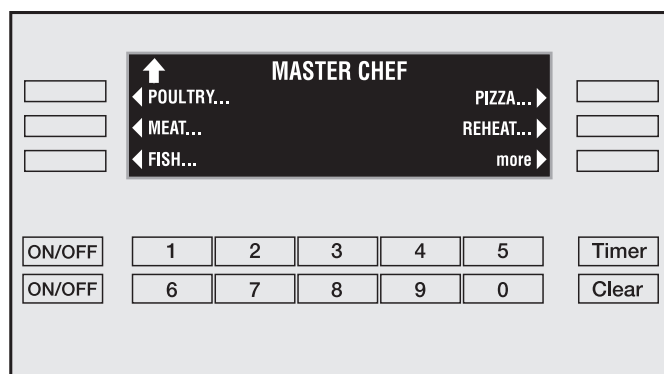 MASTER CHEF
POULTRY... PIZZA...
MEAT... REHEAT...
FISH... more
ON/OFF 1 2 3 4 5 Timer
ON/OFF 6 7 8 9 0 Clear